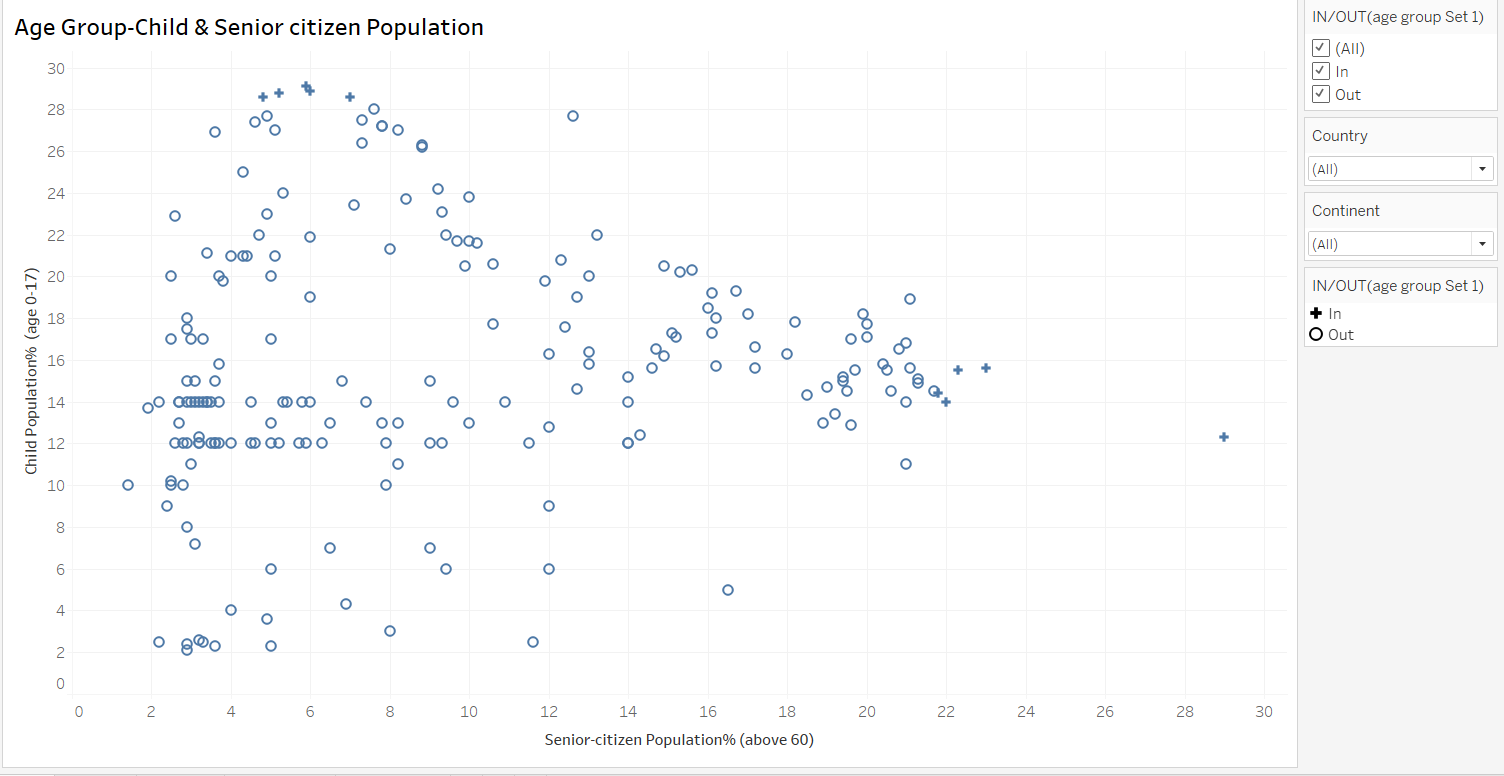 Age Group-Child & Senior citizen Population
30
28
26
24
22
20
18
16
14
12
10
8
6
4
2
0
Child Population% (age 0-17)
0 2 4 6 8 10 12 14 16 18 20 22 24 26 28 30
Senior-citizen Population% (above 60)
IN/OUT(age group Set 1)
(All)
In
Out
Country
(All)
Continent
(All)
IN/OUT(age group Set 1)
In
Out